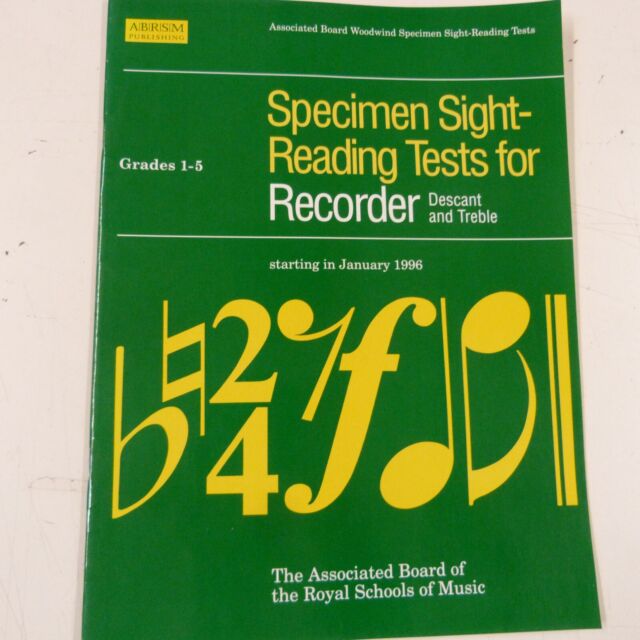 ABRSM
PUBLISHING
Associated Board Woodwind Specimen Sight-Reading Tests
Specimen Sight-
Reading Tests for
Recorder Descant
and Treble
Grades 1-5
starting in January 1996
2
4
f
The Associated Board of
the Royal Schools of Music